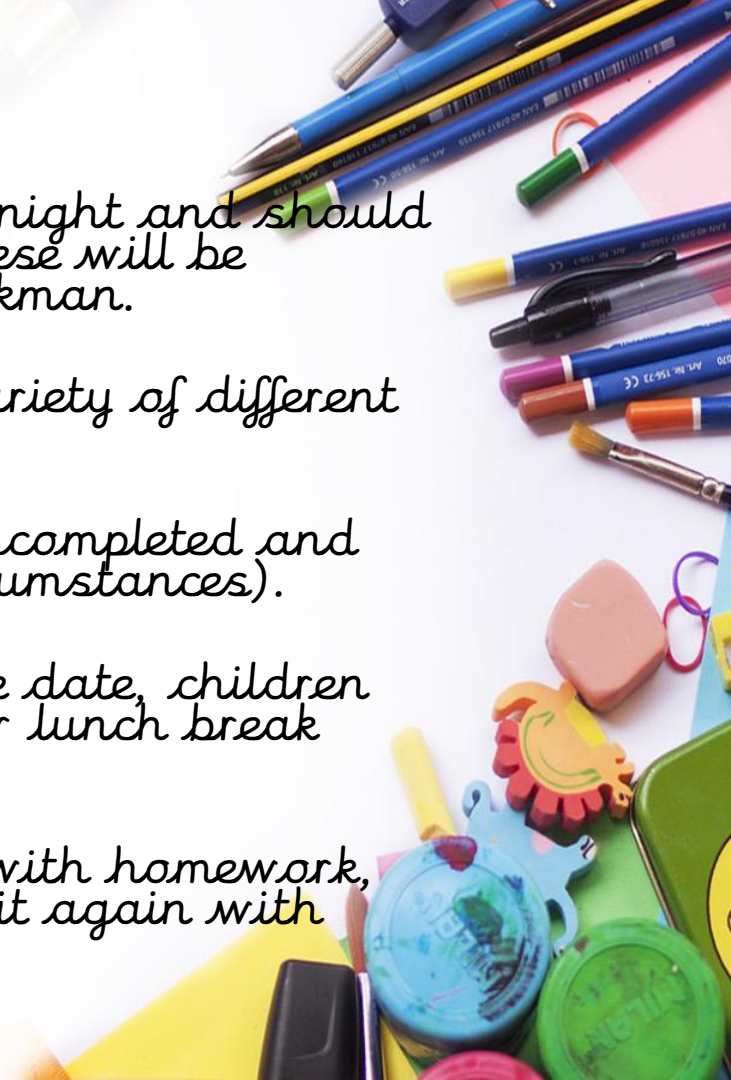 night and should
ese will be
kman.
ariety of different
completed and
umstances).
e date, children
r lunch break
with homework,
it again with